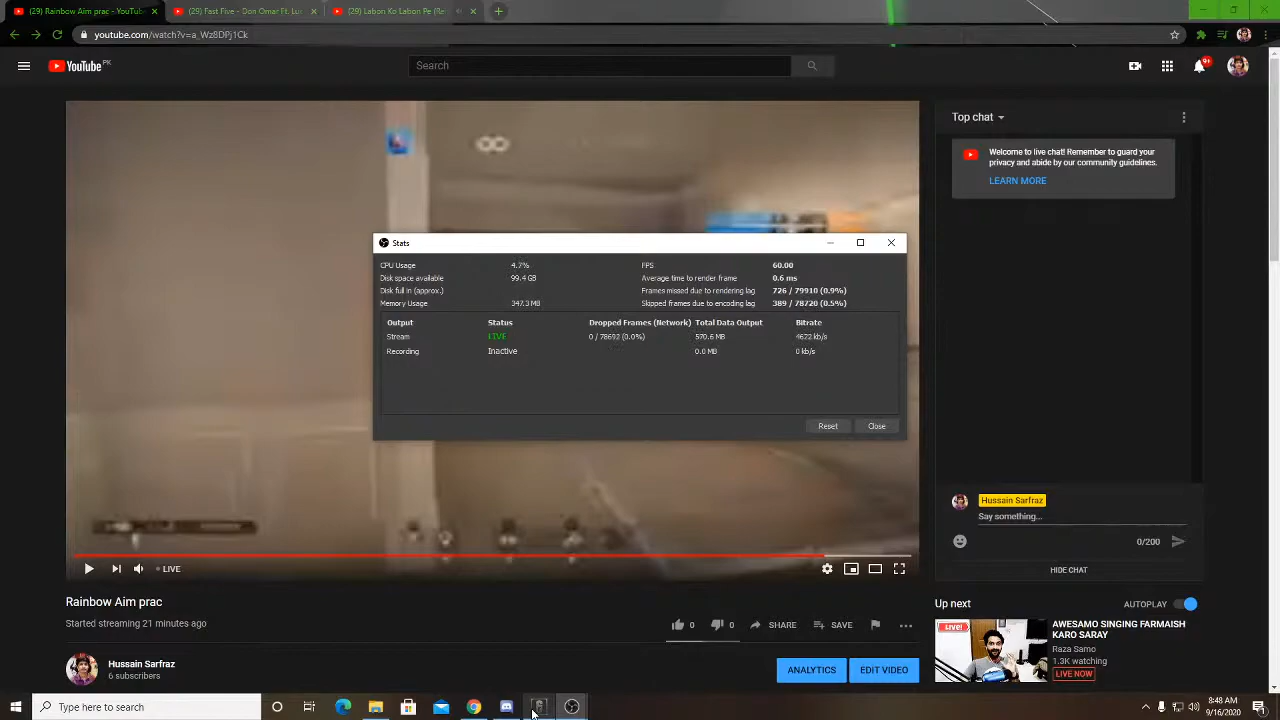 (29) Rainbow Aim prac - YouTube
(29) Fast Five - Don Omar Ft. Lu
(29) Labon Ko Labon Pe (Re
youtube.com/watch?v=a_Wz8DPj1Ck
YouTube PK
Search
9+
Top chat
Welcome to live chat! Remember to guard your
privacy and abide by our community guidelines.
LEARN MORE
Stats
CPU Usage 4.7% FPS 60.00
Disk space available 99.4 GB Average time to render frame 0.6 ms
Disk full in (approx.) Frames missed due to rendering lag 726 / 79910 (0.9%)
Memory Usage 347.3 MB Skipped frames due to encoding lag 389 / 78720 (0.5%)
Output Status Dropped Frames (Network) Total Data Output Bitrate
Stream LIVE 0 / 78692 (0.0%) 570.6 MB 4622 kb/s
Recording Inactive 0.0 MB 0 kb/s
Reset Close
Hussain Sarfraz
Say something...
0/200
HIDE CHAT
LIVE
Rainbow Aim prac
Started streaming 21 minutes ago
0 0 SHARE SAVE
Hussain Sarfraz
6 subscribers
ANALYTICS EDIT VIDEO
Up next AUTOPLAY
LIVE!
AWESAMO SINGING FARMAISH
KARO SARAY
Raza Samo
1.3K watching
LIVE NOW
Type here to search
8:48 AM
9/16/2020